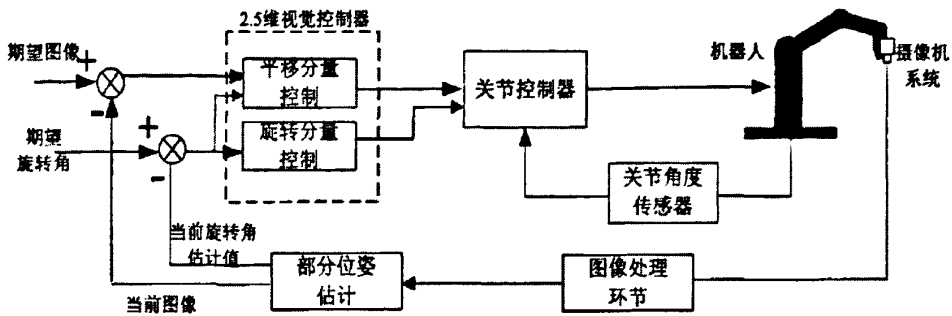 2.5维视觉控制器
期望图像
+
-
平移分量
控制
关节控制器
机器人
摄像机
系统
期望
旋转角
+
-
旋转分量
控制
关节角度
传感器
当前旋转角
估计值
部分位姿
估计
图像处理
环节
当前图像